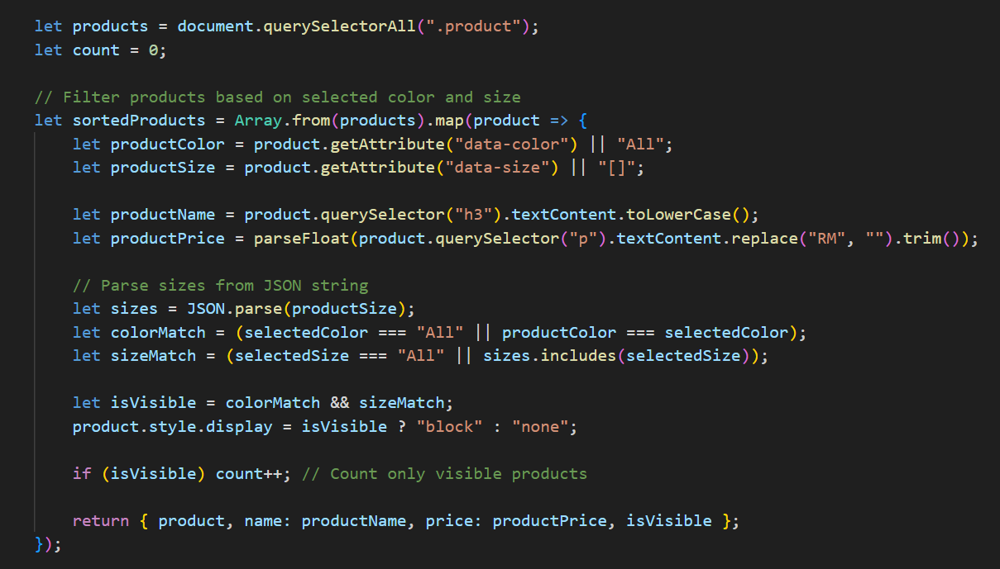 let products = document.querySelectorAll(".product");
let count = 0;
// Filter products based on selected color and size
let sortedProducts = Array.from(products).map(product => {
let productColor = product.getAttribute("data-color") || "All";
let productSize = product.getAttribute("data-size") || "[]";
let productName = product.querySelector("h3").textContent.toLowerCase();
let productPrice = parseFloat(product.querySelector("p").textContent.replace("RM", "").trim());
// Parse sizes from JSON string
let sizes = JSON.parse(productSize);
let colorMatch = (selectedColor === "All" || productColor === selectedColor);
let sizeMatch = (selectedSize === "All" || sizes.includes(selectedSize));
let isVisible = colorMatch && sizeMatch;
product.style.display = isVisible ? "block" : "none";
if (isVisible) count++; // Count only visible products
return { product, name: productName, price: productPrice, isVisible };
});